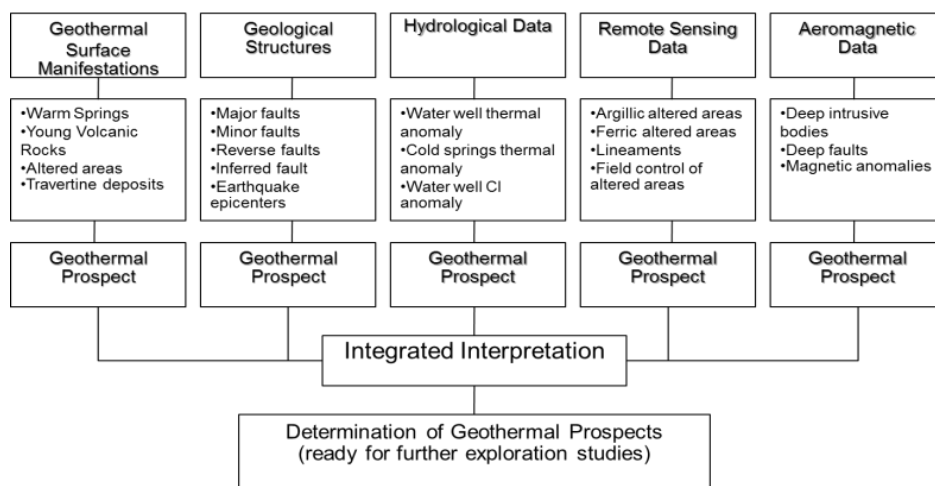 Geothermal
Surface
Manifestations
Geological
Structures
Hydrological Data
Remote Sensing
Data
Aeromagnetic
Data
•Warm Springs
•Young Volcanic
Rocks
•Altered areas
•Travertine deposits
•Major faults
•Minor faults
•Reverse faults
•Inferred fault
•Earthquake
epicenters
•Water well thermal
anomaly
•Cold springs thermal
anomaly
•Water well Cl
anomaly
•Argillic altered areas
•Ferric altered areas
•Lineaments
•Field control of
altered areas
•Deep intrusive
bodies
•Deep faults
•Magnetic anomalies
Geothermal
Prospect
Geothermal
Prospect
Geothermal
Prospect
Geothermal
Prospect
Geothermal
Prospect
Integrated Interpretation
Determination of Geothermal Prospects
(ready for further exploration studies)